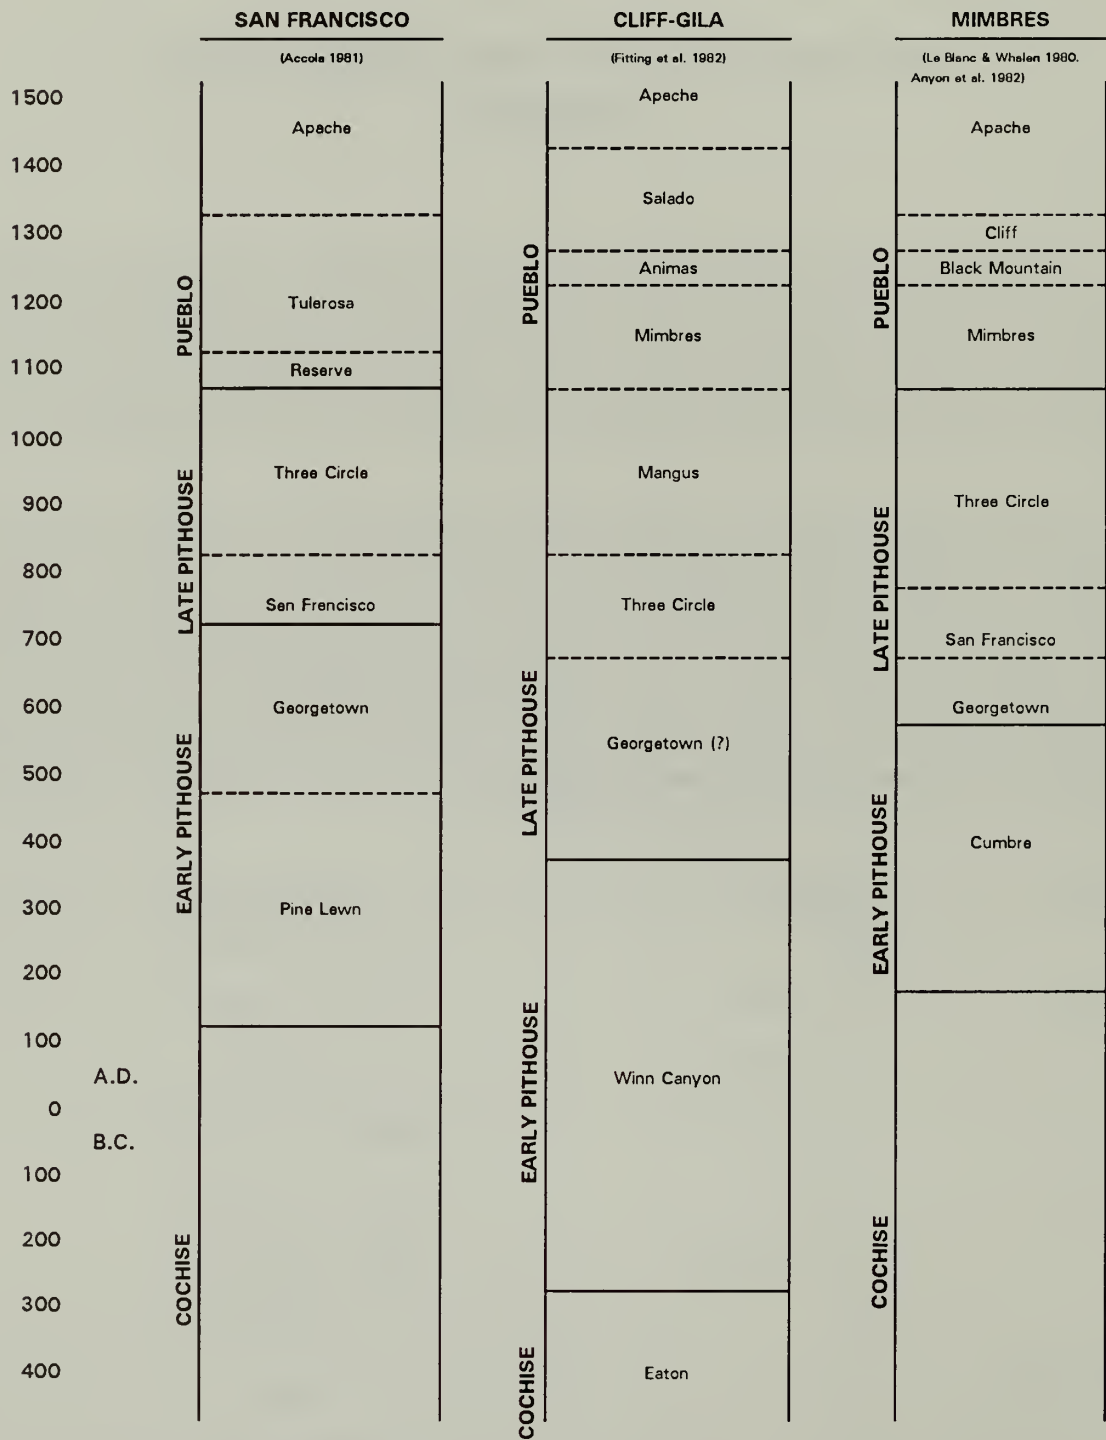 SAN FRANCISCO
(Accola 1981)
CLIFF-GILA
(Fitting et al. 1982)
MIMBRES
(Le Blanc & Whalen 1980.
Anyon et al. 1982)
1500
1400
1300
1200
1100
1000
900
800
700
600
500
400
300
200
100
A.D.
0
B.C.
100
200
300
400
PUEBLO
LATE PITHOUSE
EARLY PITHOUSE
COCHISE
Apache
Tulerosa
Reserve
Three Circle
San Francisco
Georgetown
Pine Lawn
PUEBLO
LATE PITHOUSE
EARLY PITHOUSE
COCHISE
Apache
Salado
Animas
Mimbres
Mangus
Three Circle
Georgetown (?)
Winn Canyon
Eaton
PUEBLO
LATE PITHOUSE
EARLY PITHOUSE
COCHISE
Apache
Cliff
Black Mountain
Mimbres
Three Circle
San Francisco
Georgetown
Cumbre